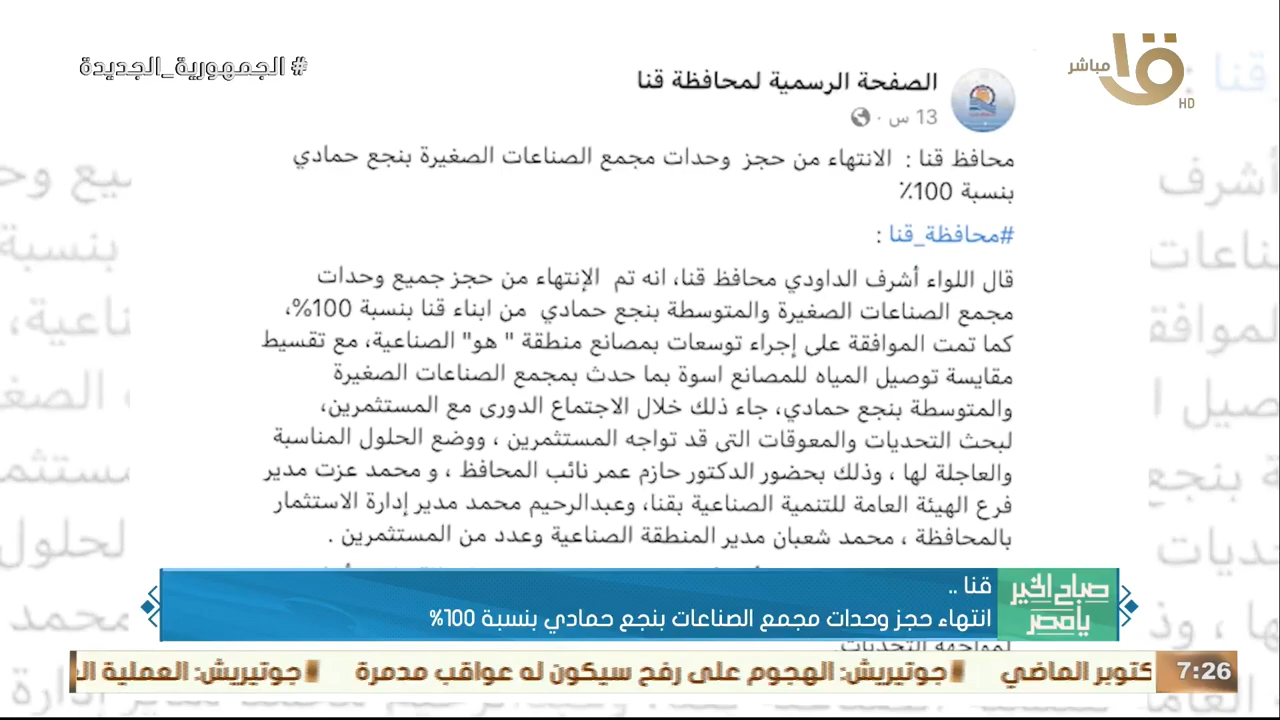 # الجمهورية_الجديدة
مباشر
HD
الصفحة الرسمية لمحافظة قنا
13 س ·
محافظ قنا : الانتهاء من حجز وحدات مجمع الصناعات الصغيرة بنجع حمادي
بنسبة 100٪
#محافظة_قنا :
قال اللواء أشرف الداودي محافظ قنا، انه تم الإنتهاء من حجز جميع وحدات
مجمع الصناعات الصغيرة والمتوسطة بنجع حمادي من ابناء قنا بنسبة 100%،
كما تمت الموافقة على إجراء توسعات بمصانع منطقة " هو" الصناعية، مع تقسيط
مقايسة توصيل المياه للمصانع اسوة بما حدث بمجمع الصناعات الصغيرة
والمتوسطة بنجع حمادي، جاء ذلك خلال الاجتماع الدورى مع المستثمرين،
لبحث التحديات والمعوقات التى قد تواجه المستثمرين ، ووضع الحلول المناسبة
والعاجلة لها ، وذلك بحضور الدكتور حازم عمر نائب المحافظ ، و محمد عزت مدير
فرع الهيئة العامة للتنمية الصناعية بقنا، وعبدالرحيم محمد مدير إدارة الاستثمار
بالمحافظة ، محمد شعبان مدير المنطقة الصناعية وعدد من المستثمرين .
صباح الخير
يا مصر
قنا ..
انتهاء حجز وحدات مجمع الصناعات بنجع حمادي بنسبة 100%
لمواجهة التحديات.
7:26
كتوبر الماضي جوتيريش: الهجوم على رفح سيكون له عواقب مدمرة جوتيريش: العملية ال